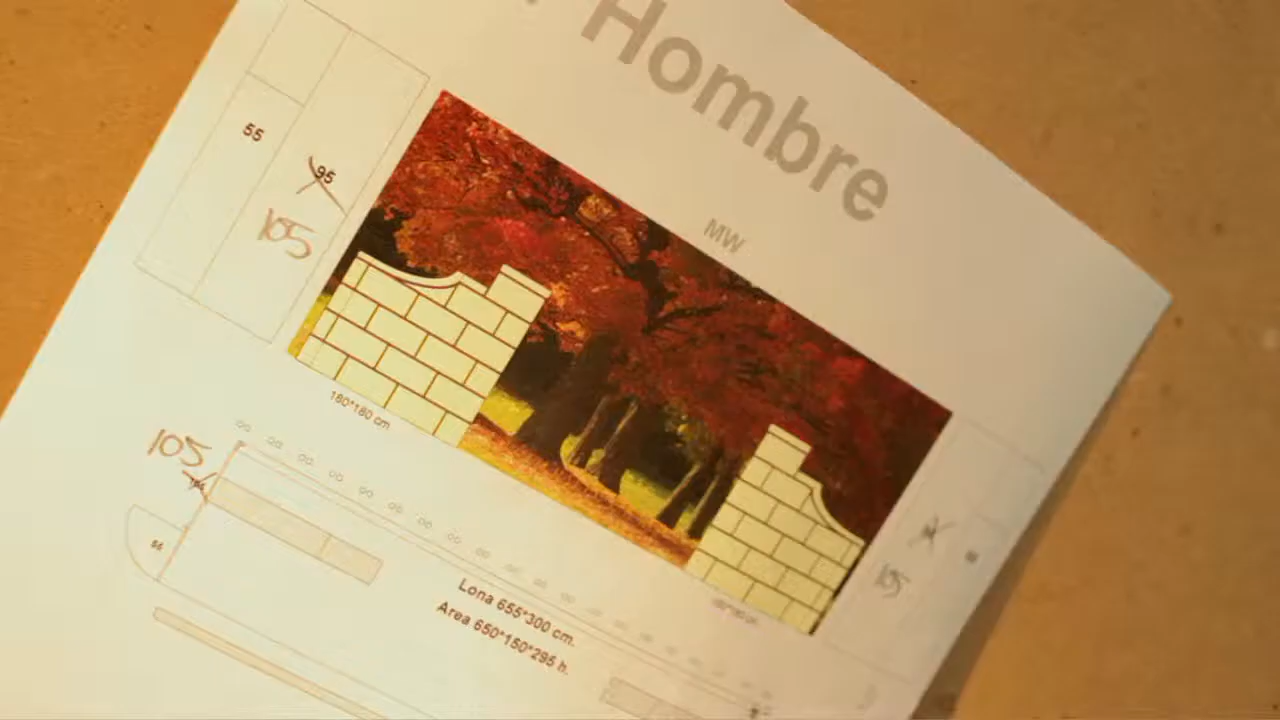 Hombre
MW
55
95
105
180*180 cm
105
105
Lona 655*300 cm.
Area 650*150*295 h.